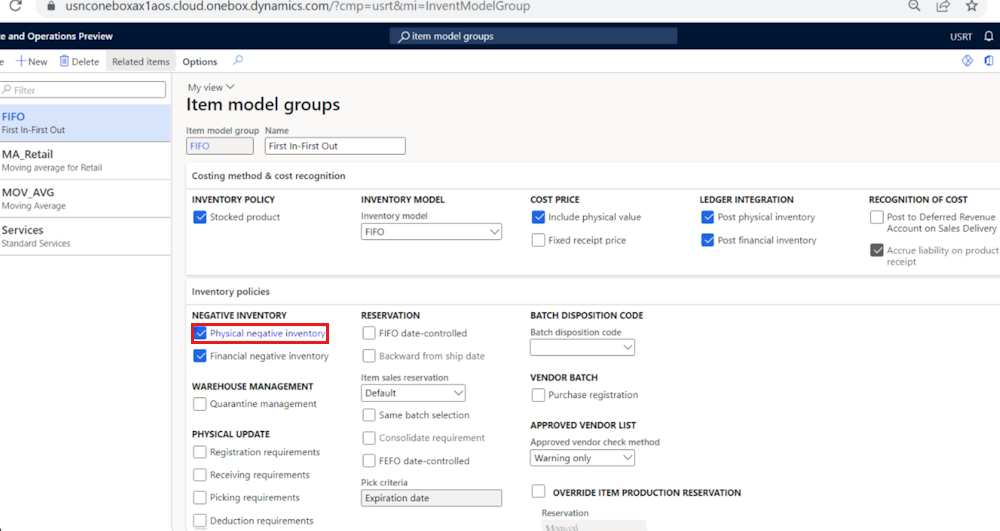 usnconeboxax1aos.cloud.onebox.dynamics.com/?cmp=usrt&mi=InventModelGroup
e and Operations Preview
item model groups
USRT
New
Delete
Related items
Options
Filter
FIFO
First In-First Out
MA_Retail
Moving average for Retail
MOV_AVG
Moving Average
Services
Standard Services
My view
Item model groups
Item model group
Name
FIFO
First In-First Out
Costing method & cost recognition
INVENTORY POLICY
Stocked product
INVENTORY MODEL
Inventory model
FIFO
COST PRICE
Include physical value
Fixed receipt price
LEDGER INTEGRATION
Post physical inventory
Post financial inventory
RECOGNITION OF COST
Post to Deferred Revenue
Account on Sales Delivery
Accrue liability on product
receipt
Inventory policies
NEGATIVE INVENTORY
Physical negative inventory
Financial negative inventory
WAREHOUSE MANAGEMENT
Quarantine management
PHYSICAL UPDATE
Registration requirements
Receiving requirements
Picking requirements
Deduction requirements
RESERVATION
FIFO date-controlled
Backward from ship date
Item sales reservation
Default
Same batch selection
Consolidate requirement
FEFO date-controlled
Pick criteria
Expiration date
BATCH DISPOSITION CODE
Batch disposition code
VENDOR BATCH
Purchase registration
APPROVED VENDOR LIST
Approved vendor check method
Warning only
OVERRIDE ITEM PRODUCTION RESERVATION
Reservation
Manual